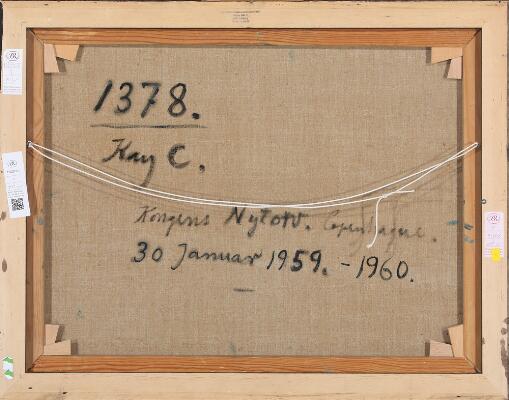 1378.
Kay C.
Kongens Nytorv. Copenhague.
30 Januar 1959. - 1960.